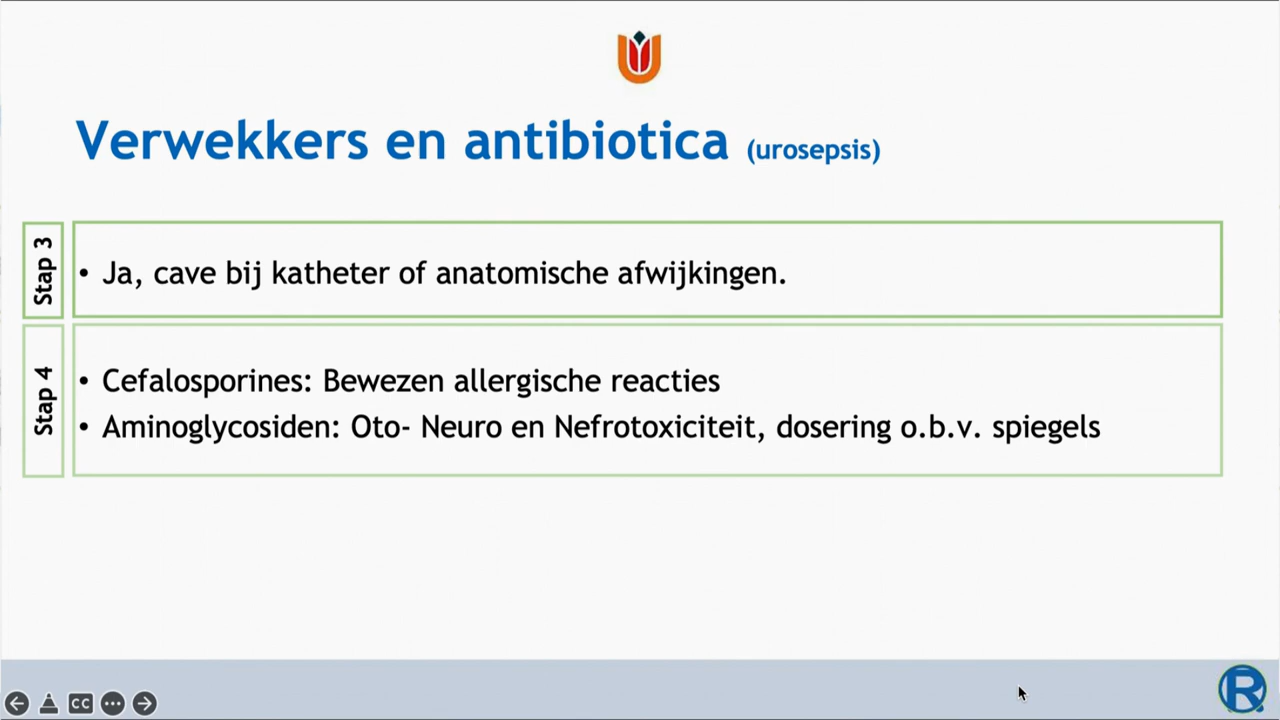 Verwekkers en antibiotica (urosepsis)
Stap 3
• Ja, cave bij katheter of anatomische afwijkingen.
Stap 4
• Cefalosporines: Bewezen allergische reacties
• Aminoglycosiden: Oto- Neuro en Nefrotoxiciteit, dosering o.b.v. spiegels
CC
R